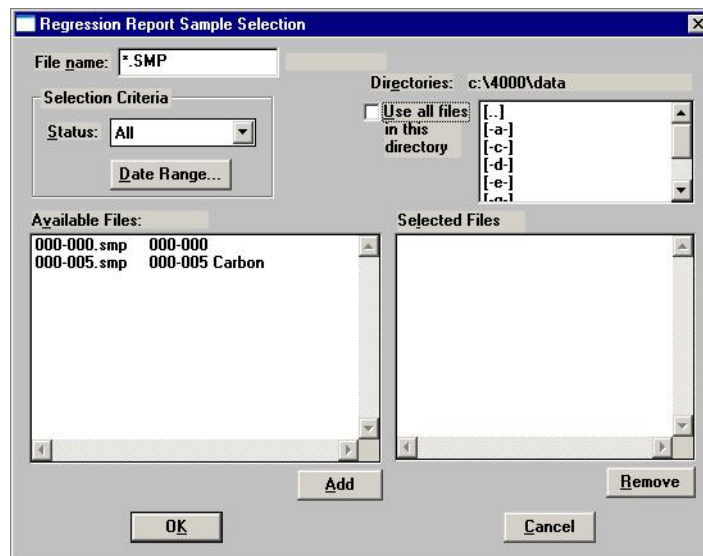 Regression Report Sample Selection
File name: *.SMP
Directories: c:\4000\data
Selection Criteria
Status: All
Date Range...
Use all files
in this
directory
[..]
[-a-]
[-c-]
[-d-]
[-e-]
[-g-]
Available Files:
000-000.smp 000-000
000-005.smp 000-005 Carbon
Selected Files
Add
Remove
OK
Cancel